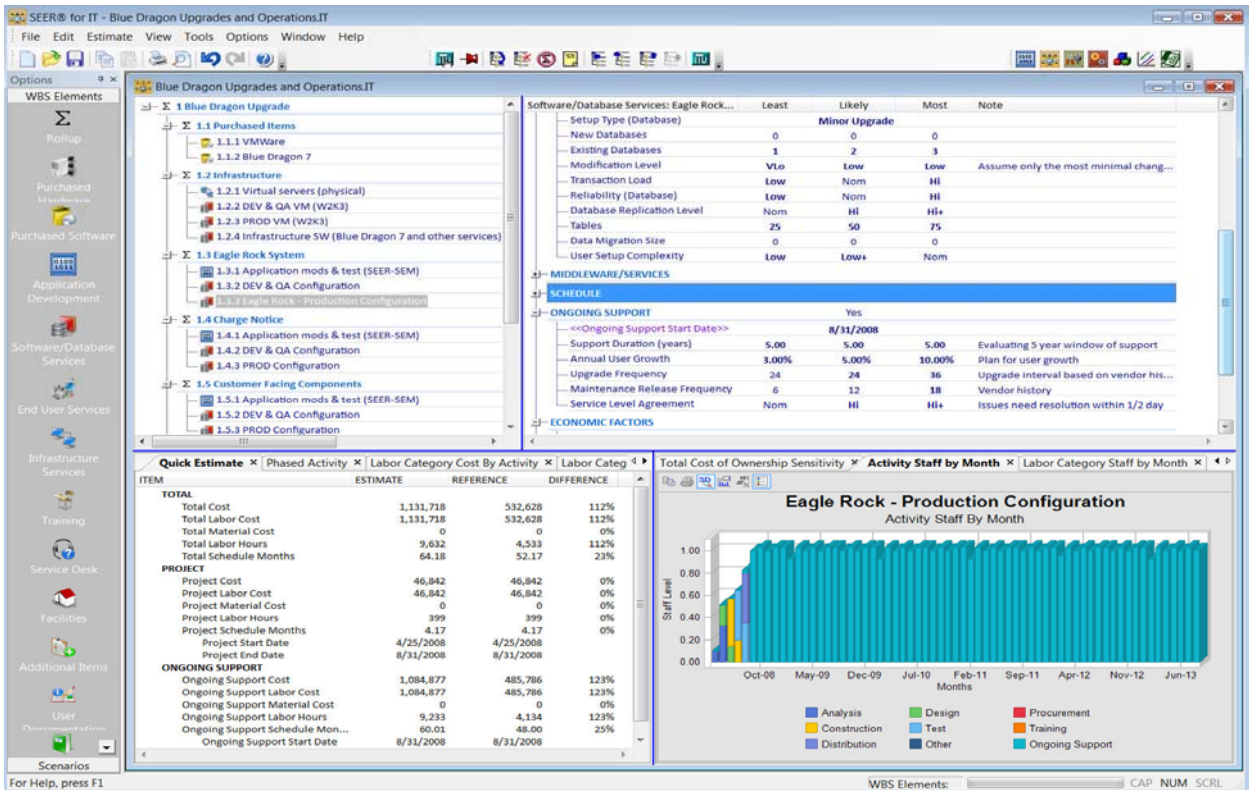 SEER® for IT - Blue Dragon Upgrades and Operations.IT
File Edit Estimate View Tools Options Window Help
Options
WBS Elements
Rollup
Purchased Hardware
Purchased Software
Application Development
Software/Database Services
End User Services
Infrastructure Services
Training
Service Desk
Facilities
Additional Items
User Documentation
Scenarios
Blue Dragon Upgrades and Operations.IT
Σ 1 Blue Dragon Upgrade
Σ 1.1 Purchased Items
1.1.1 VMWare
1.1.2 Blue Dragon 7
Σ 1.2 Infrastructure
1.2.1 Virtual servers (physical)
1.2.2 DEV & QA VM (W2K3)
1.2.3 PROD VM (W2K3)
1.2.4 Infrastructure SW (Blue Dragon 7 and other services)
Σ 1.3 Eagle Rock System
1.3.1 Application mods & test (SEER-SEM)
1.3.2 DEV & QA Configuration
1.3.3 Eagle Rock - Production Configuration
Σ 1.4 Charge Notice
1.4.1 Application mods & test (SEER-SEM)
1.4.2 DEV & QA Configuration
1.4.3 PROD Configuration
Σ 1.5 Customer Facing Components
1.5.1 Application mods & test (SEER-SEM)
1.5.2 DEV & QA Configuration
1.5.3 PROD Configuration
Software/Database Services: Eagle Rock... Least Likely Most Note
Setup Type (Database) Minor Upgrade
New Databases 0 0 0
Existing Databases 1 2 3
Modification Level VLo Low Low Assume only the most minimal chang...
Transaction Load Low Nom Hi
Reliability (Database) Low Nom Hi
Database Replication Level Nom Hi Hi+
Tables 25 50 75
Data Migration Size 0 0 0
User Setup Complexity Low Low+ Nom
MIDDLEWARE/SERVICES
SCHEDULE
ONGOING SUPPORT Yes
<<Ongoing Support Start Date>> 8/31/2008
Support Duration (years) 5.00 5.00 5.00 Evaluating 5 year window of support
Annual User Growth 3.00% 5.00% 10.00% Plan for user growth
Upgrade Frequency 24 24 36 Upgrade interval based on vendor his...
Maintenance Release Frequency 6 12 18 Vendor history
Service Level Agreement Nom Hi Hi+ Issues need resolution within 1/2 day
ECONOMIC FACTORS
Quick Estimate Phased Activity Labor Category Cost By Activity Labor Categ
ITEM ESTIMATE REFERENCE DIFFERENCE
TOTAL
Total Cost 1,131,718 532,628 112%
Total Labor Cost 1,131,718 532,628 112%
Total Material Cost 0 0 0%
Total Labor Hours 9,632 4,533 112%
Total Schedule Months 64.18 52.17 23%
PROJECT
Project Cost 46,842 46,842 0%
Project Labor Cost 46,842 46,842 0%
Project Material Cost 0 0 0%
Project Labor Hours 399 399 0%
Project Schedule Months 4.17 4.17 0%
Project Start Date 4/25/2008 4/25/2008
Project End Date 8/31/2008 8/31/2008
ONGOING SUPPORT
Ongoing Support Cost 1,084,877 485,786 123%
Ongoing Support Labor Cost 1,084,877 485,786 123%
Ongoing Support Material Cost 0 0 0%
Ongoing Support Labor Hours 9,233 4,134 123%
Ongoing Support Schedule Mon... 60.01 48.00 25%
Ongoing Support Start Date 8/31/2008 8/31/2008
Total Cost of Ownership Sensitivity Activity Staff by Month Labor Category Staff by Month
Eagle Rock - Production Configuration
Activity Staff By Month
Staff Level
1.00
0.80
0.60
0.40
0.20
0.00
Oct-08 May-09 Dec-09 Jul-10 Feb-11 Sep-11 Apr-12 Nov-12 Jun-13
Months
Analysis Design Procurement
Construction Test Training
Distribution Other Ongoing Support
For Help, press F1
WBS Elements:
CAP NUM SCRL